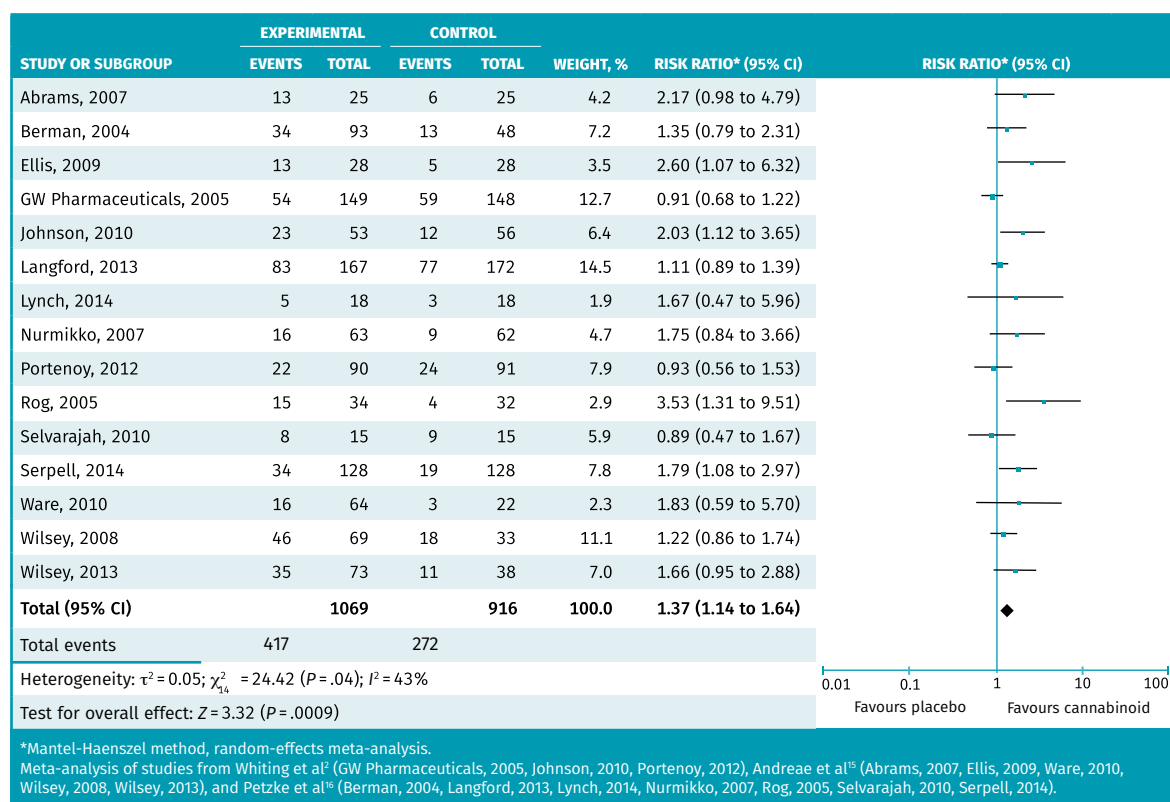 EXPERIMENTAL CONTROL
STUDY OR SUBGROUP EVENTS TOTAL EVENTS TOTAL WEIGHT, % RISK RATIO* (95% CI) RISK RATIO* (95% CI)
Abrams, 2007 13 25 6 25 4.2 2.17 (0.98 to 4.79)
Berman, 2004 34 93 13 48 7.2 1.35 (0.79 to 2.31)
Ellis, 2009 13 28 5 28 3.5 2.60 (1.07 to 6.32)
GW Pharmaceuticals, 2005 54 149 59 148 12.7 0.91 (0.68 to 1.22)
Johnson, 2010 23 53 12 56 6.4 2.03 (1.12 to 3.65)
Langford, 2013 83 167 77 172 14.5 1.11 (0.89 to 1.39)
Lynch, 2014 5 18 3 18 1.9 1.67 (0.47 to 5.96)
Nurmikko, 2007 16 63 9 62 4.7 1.75 (0.84 to 3.66)
Portenoy, 2012 22 90 24 91 7.9 0.93 (0.56 to 1.53)
Rog, 2005 15 34 4 32 2.9 3.53 (1.31 to 9.51)
Selvarajah, 2010 8 15 9 15 5.9 0.89 (0.47 to 1.67)
Serpell, 2014 34 128 19 128 7.8 1.79 (1.08 to 2.97)
Ware, 2010 16 64 3 22 2.3 1.83 (0.59 to 5.70)
Wilsey, 2008 46 69 18 33 11.1 1.22 (0.86 to 1.74)
Wilsey, 2013 35 73 11 38 7.0 1.66 (0.95 to 2.88)
Total (95% CI) 1069 916 100.0 1.37 (1.14 to 1.64)
Total events 417 272
Heterogeneity: τ² = 0.05; χ²₁₄ = 24.42 (P = .04); I² = 43%
Test for overall effect: Z = 3.32 (P = .0009)
0.01 0.1 1 10 100
Favours placebo Favours cannabinoid
*Mantel-Haenszel method, random-effects meta-analysis.
Meta-analysis of studies from Whiting et al² (GW Pharmaceuticals, 2005, Johnson, 2010, Portenoy, 2012), Andreae et al¹⁵ (Abrams, 2007, Ellis, 2009, Ware, 2010,
Wilsey, 2008, Wilsey, 2013), and Petzke et al¹⁶ (Berman, 2004, Langford, 2013, Lynch, 2014, Nurmikko, 2007, Rog, 2005, Selvarajah, 2010, Serpell, 2014).